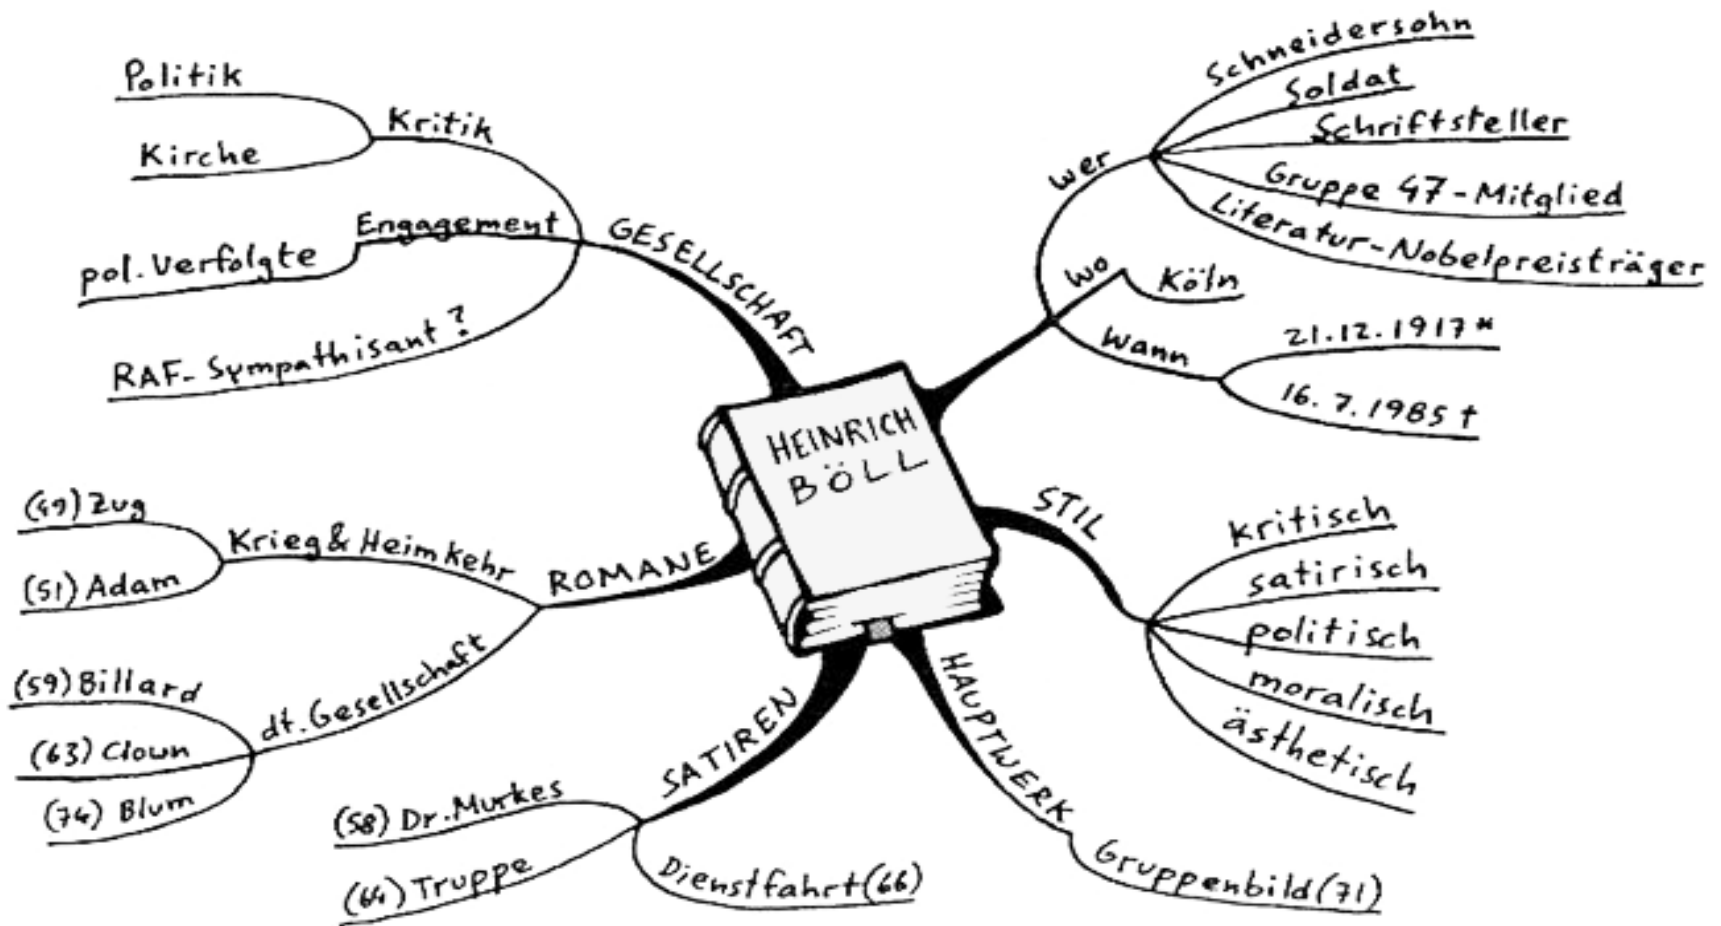 HEINRICH
BÖLL
wer
Schneidersohn
Soldat
Schriftsteller
Gruppe 47-Mitglied
Literatur-Nobelpreisträger
wo
Köln
wann
21.12.1917*
16.7.1985†
STIL
kritisch
satirisch
politisch
moralisch
ästhetisch
HAUPTWERK
Gruppenbild(71)
SATIREN
Dienstfahrt(66)
(64) Truppe
(58) Dr. Murkes
ROMANE
dt. Gesellschaft
(74) Blum
(63) Clown
(59) Billard
Krieg & Heimkehr
(51) Adam
(49) Zug
GESELLSCHAFT
RAF-Sympathisant?
Engagement
pol. Verfolgte
Kritik
Kirche
Politik